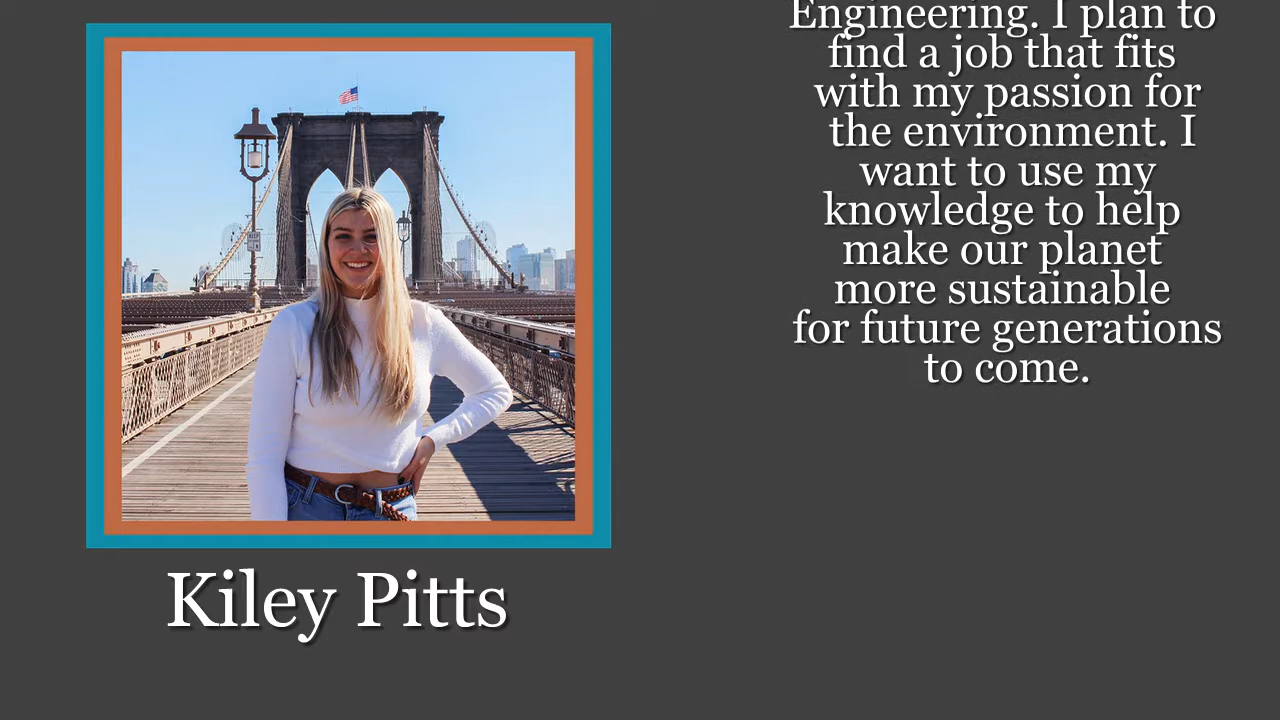 Engineering. I plan to
find a job that fits
with my passion for
the environment. I
want to use my
knowledge to help
make our planet
more sustainable
for future generations
to come.
Kiley Pitts